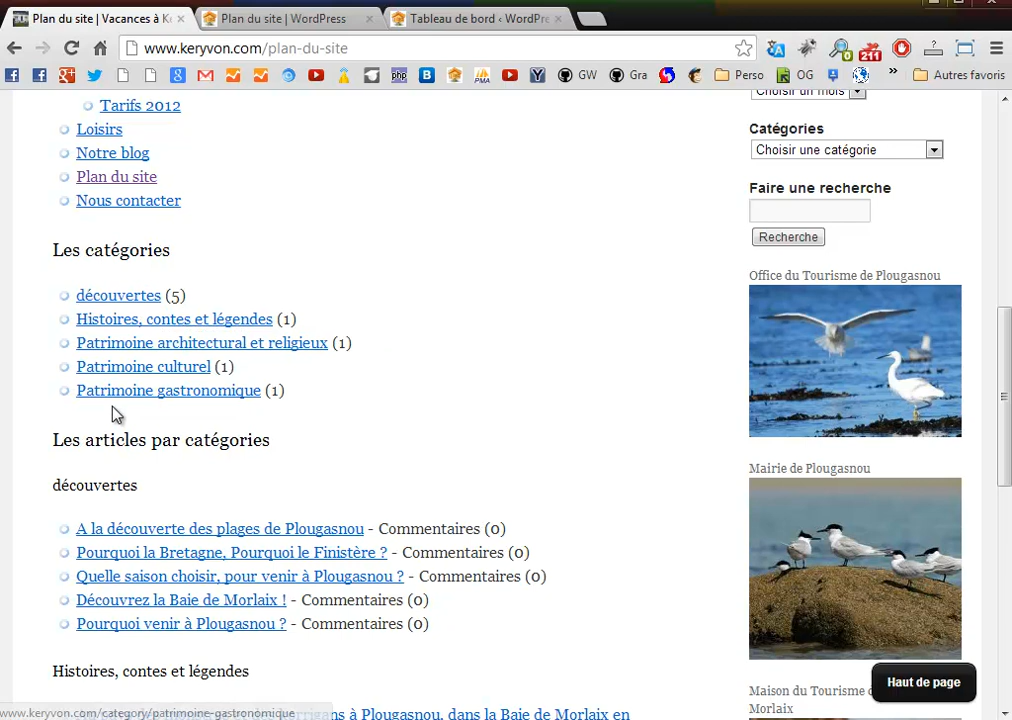 Plan du site | Vacances à K
Plan du site | WordPress
Tableau de bord ‹ WordPre
www.keryvon.com/plan-du-site
GW
Gra
Perso
OG
»
Autres favoris
Tarifs 2012
Loisirs
Notre blog
Plan du site
Nous contacter
Les catégories
découvertes (5)
Histoires, contes et légendes (1)
Patrimoine architectural et religieux (1)
Patrimoine culturel (1)
Patrimoine gastronomique (1)
Les articles par catégories
découvertes
A la découverte des plages de Plougasnou - Commentaires (0)
Pourquoi la Bretagne, Pourquoi le Finistère ? - Commentaires (0)
Quelle saison choisir, pour venir à Plougasnou ? - Commentaires (0)
Découvrez la Baie de Morlaix ! - Commentaires (0)
Pourquoi venir à Plougasnou ? - Commentaires (0)
Histoires, contes et légendes
à Plougasnou, dans la Baie de Morlaix en
www.keryvon.com/category/patrimoine-gastronomique
Choisir un mois
Catégories
Choisir une catégorie
Faire une recherche
Recherche
Office du Tourisme de Plougasnou
Mairie de Plougasnou
Maison du Tourisme
Morlaix
Haut de page